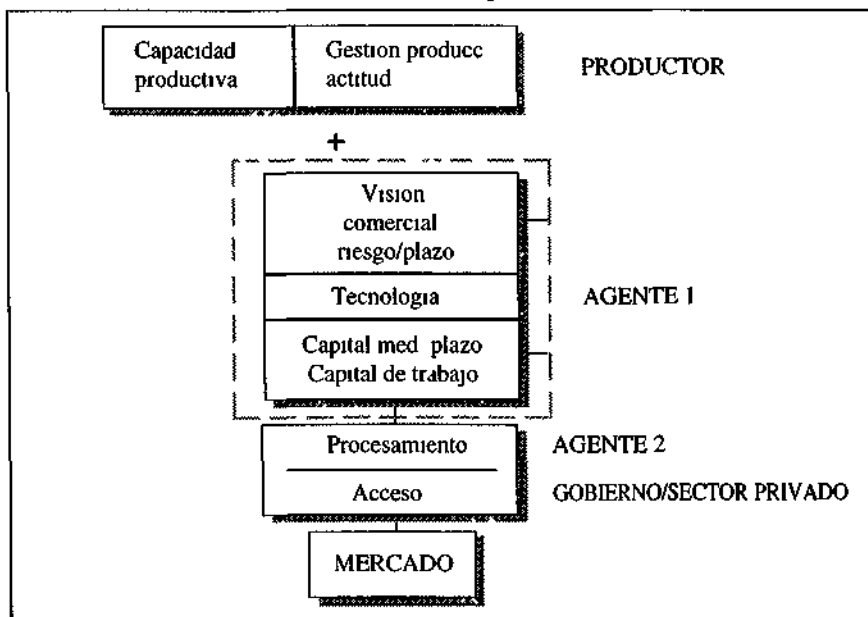 Capacidad
productiva
Gestion producc
actitud
PRODUCTOR
+
Vision
comercial
riesgo/plazo
Tecnologia
AGENTE 1
Capital med plazo
Capital de trabajo
Procesamiento
AGENTE 2
Acceso
GOBIERNO/SECTOR PRIVADO
MERCADO